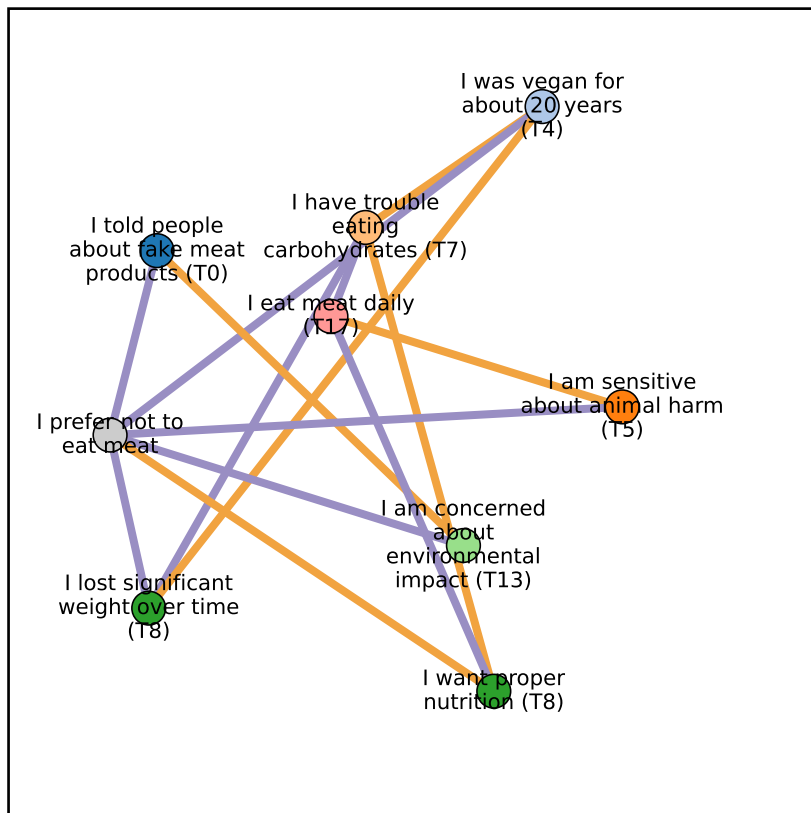 I was vegan for
about 20 years
(T4)
I have trouble
eating
carbohydrates (T7)
I told people
about fake meat
products (T0)
I eat meat daily
(T17)
I am sensitive
about animal harm
(T5)
I prefer not to
eat meat
I am concerned
about
environmental
impact (T13)
I lost significant
weight over time
(T8)
I want proper
nutrition (T8)